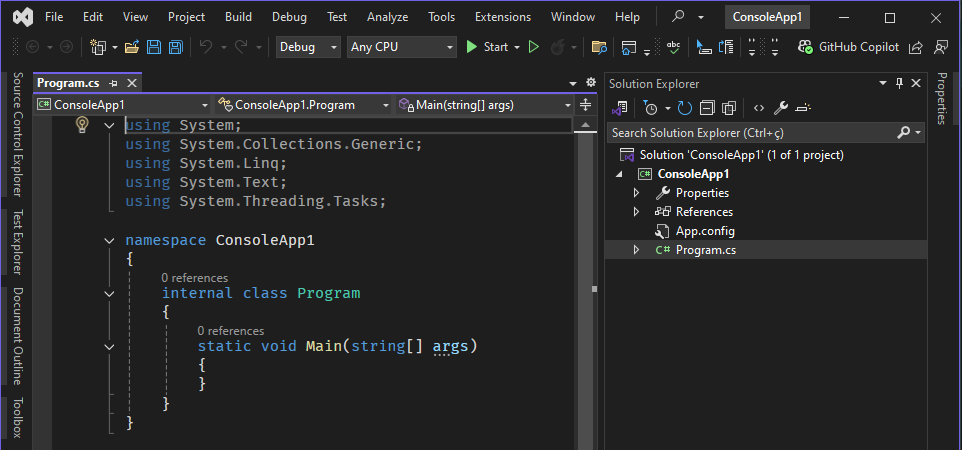 File Edit View Project Build Debug Test Analyze Tools Extensions Window Help ConsoleApp1
Debug Any CPU Start abc GitHub Copilot
Source Control Explorer
Test Explorer
Document Outline
Toolbox
Program.cs
C# ConsoleApp1 ConsoleApp1.Program Main(string[] args)
using System;
using System.Collections.Generic;
using System.Linq;
using System.Text;
using System.Threading.Tasks;
namespace ConsoleApp1
{
0 references
internal class Program
{
0 references
static void Main(string[] args)
{
}
}
}
Solution Explorer
Search Solution Explorer (Ctrl+ç)
Solution 'ConsoleApp1' (1 of 1 project)
C# ConsoleApp1
Properties
References
App.config
C# Program.cs
Properties